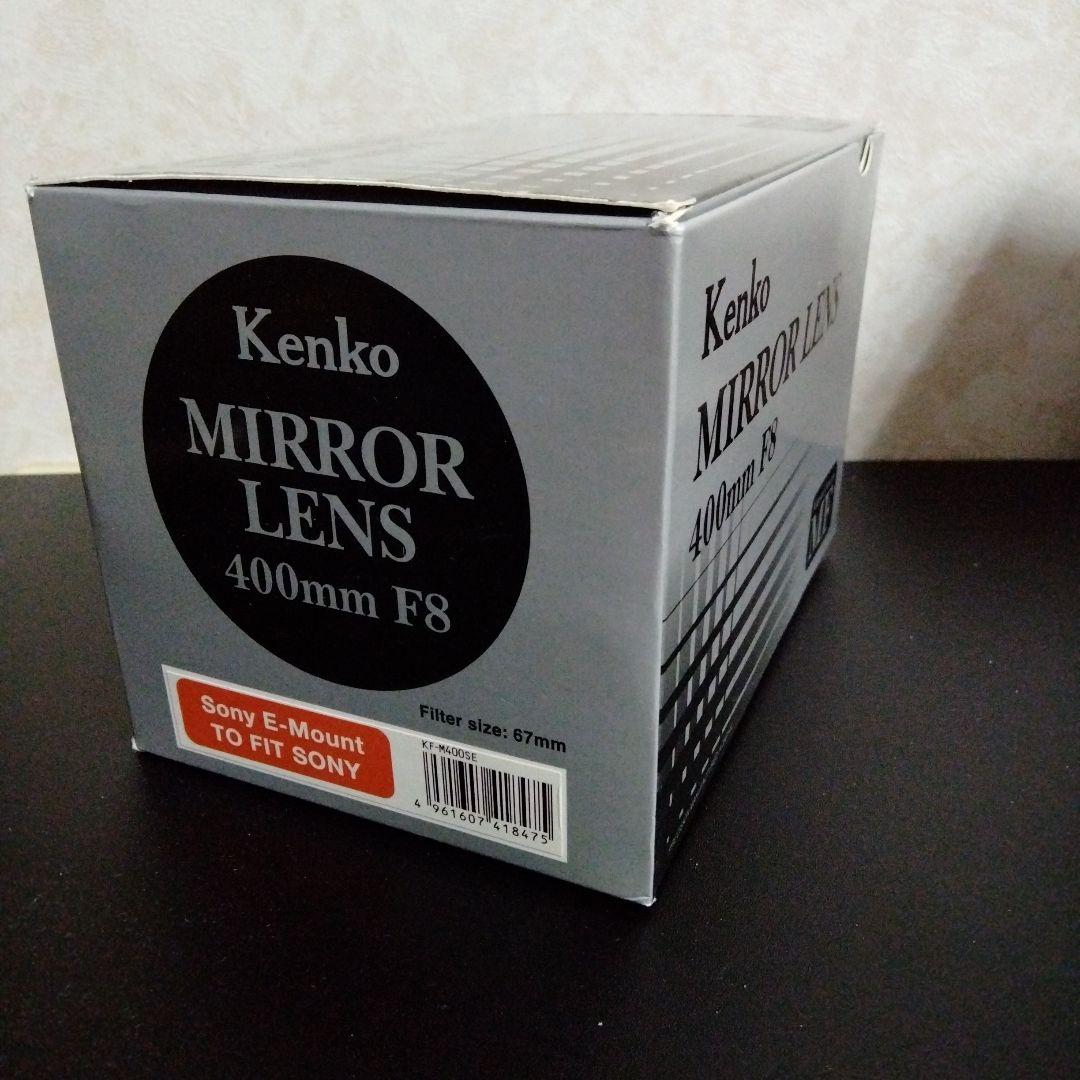 Kenko
MIRROR
LENS
400mm F8
Filter size: 67mm
Sony E-Mount
TO FIT SONY
KF-M400SE
4 961607 418475
Kenko
MIRROR LENS
400mm F8
MF